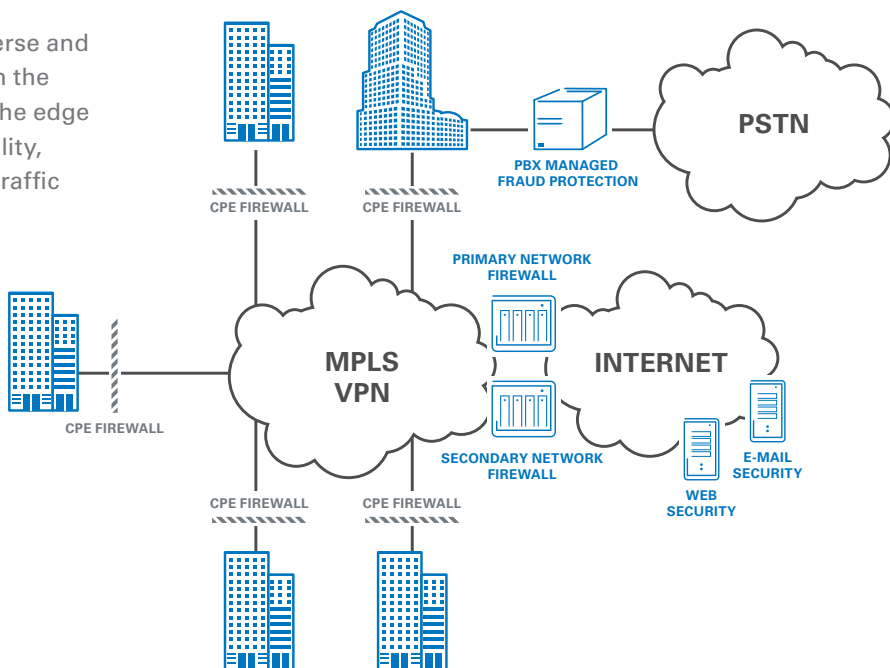 erse and
n the
he edge
lity,
raffic
PSTN
PBX MANAGED
FRAUD PROTECTION
CPE FIREWALL
CPE FIREWALL
PRIMARY NETWORK
FIREWALL
MPLS
VPN
INTERNET
CPE FIREWALL
SECONDARY NETWORK
FIREWALL
E-MAIL
SECURITY
WEB
SECURITY
CPE FIREWALL
CPE FIREWALL